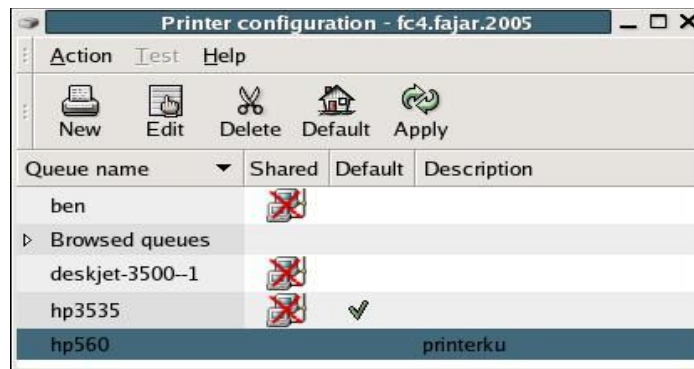 Printer configuration - fc4.fajar.2005
Action Test Help
New Edit Delete Default Apply
Queue name Shared Default Description
ben
Browsed queues
deskjet-3500--1
hp3535
hp560 printerku